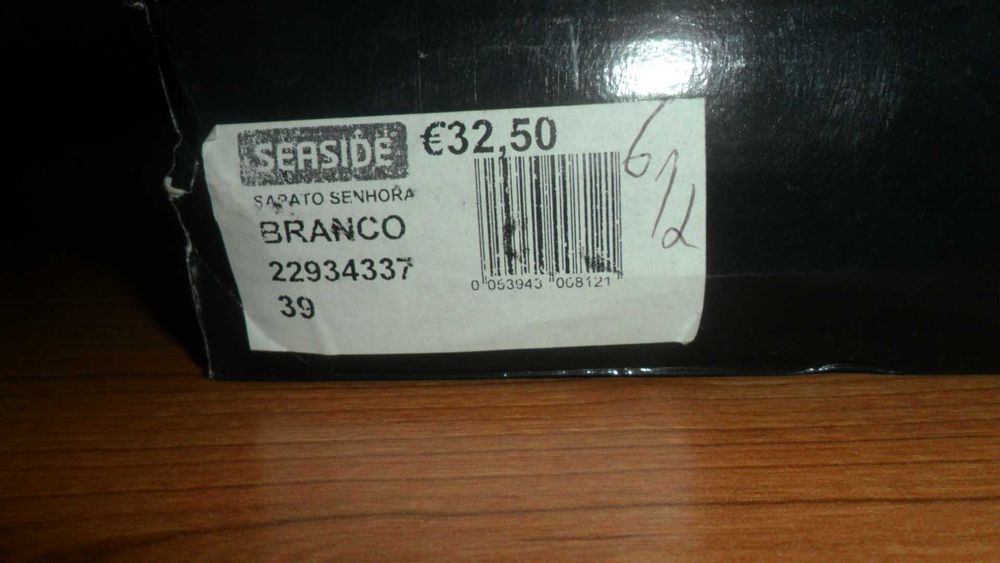 SEASIDE
€32,50
SAPATO SENHORA
BRANCO
22934337
39
0 053943 008121
6 1/2